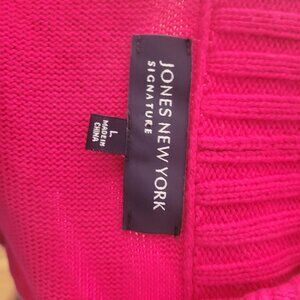 JONES NEW YORK
SIGNATURE
L
MADE IN
CHINA